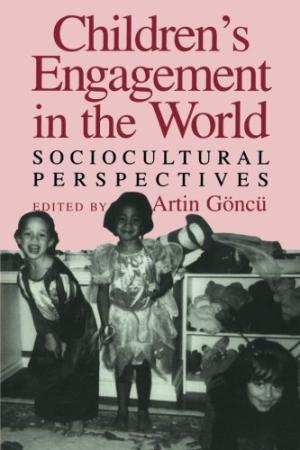 Children's
Engagement
in the World
SOCIOCULTURAL
PERSPECTIVES
EDITED BY Artin Göncü